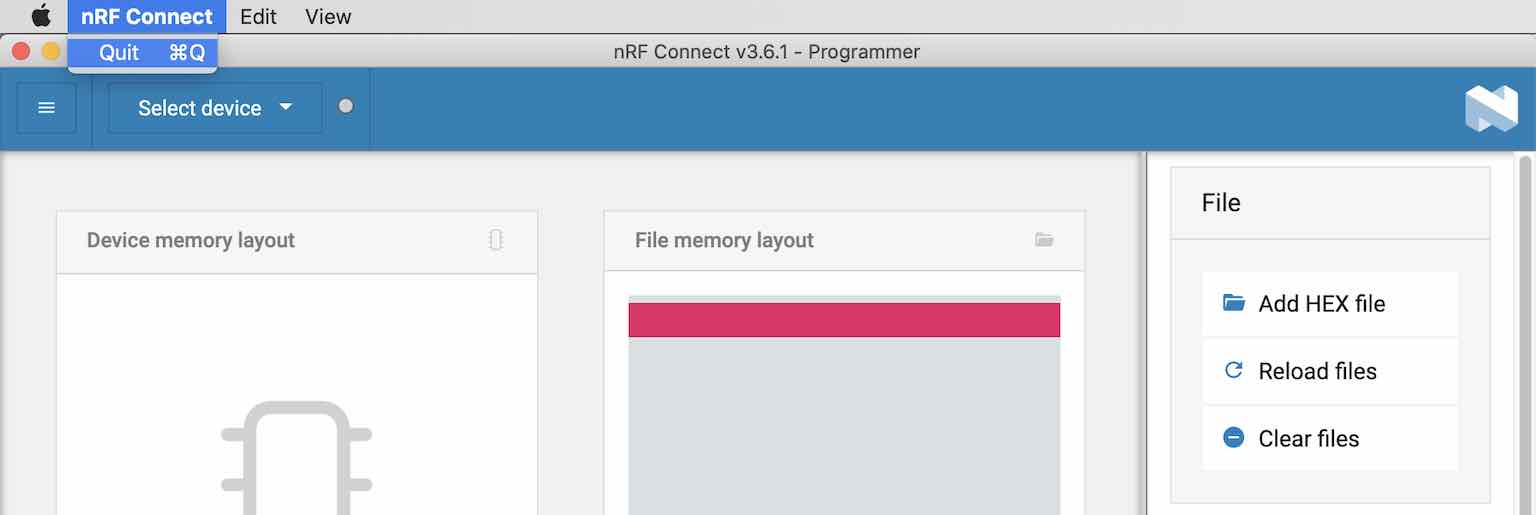 nRF Connect Edit View
Quit ⌘Q
nRF Connect v3.6.1 - Programmer
Select device
Device memory layout
File memory layout
File
Add HEX file
Reload files
Clear files